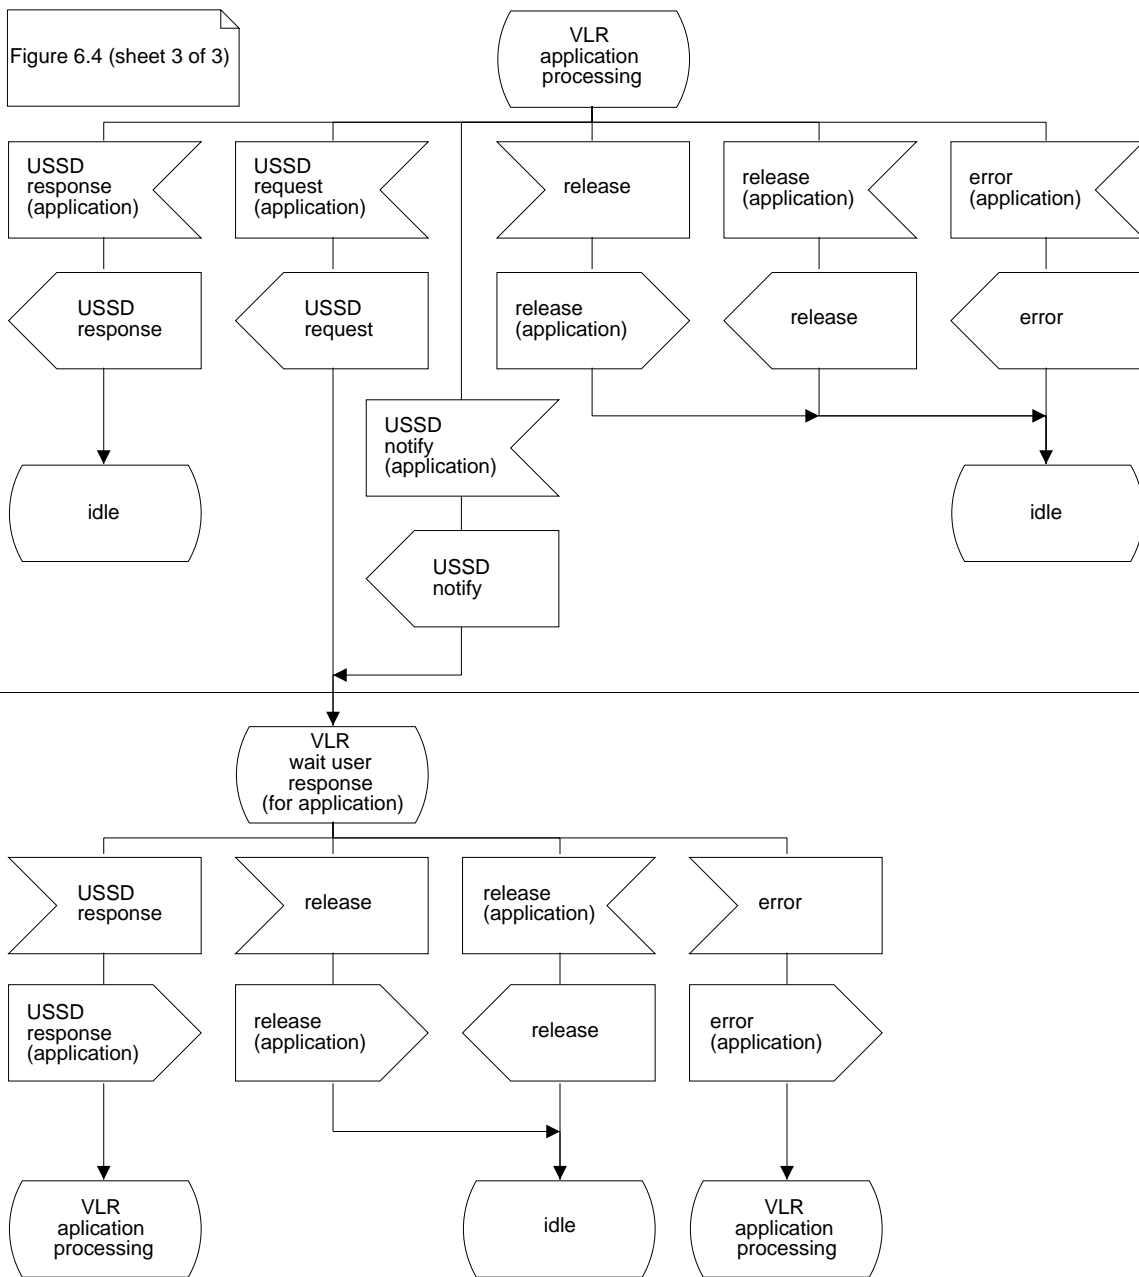 Figure 6.4 (sheet 3 of 3)
VLR
application
processing
USSD
response
(application)
USSD
request
(application)
release
release
(application)
error
(application)
USSD
response
USSD
request
release
(application)
release
error
USSD
notify
(application)
idle
idle
USSD
notify
VLR
wait user
response
(for application)
USSD
response
release
release
(application)
error
USSD
response
(application)
release
(application)
release
error
(application)
VLR
aplication
processing
idle
VLR
application
processing